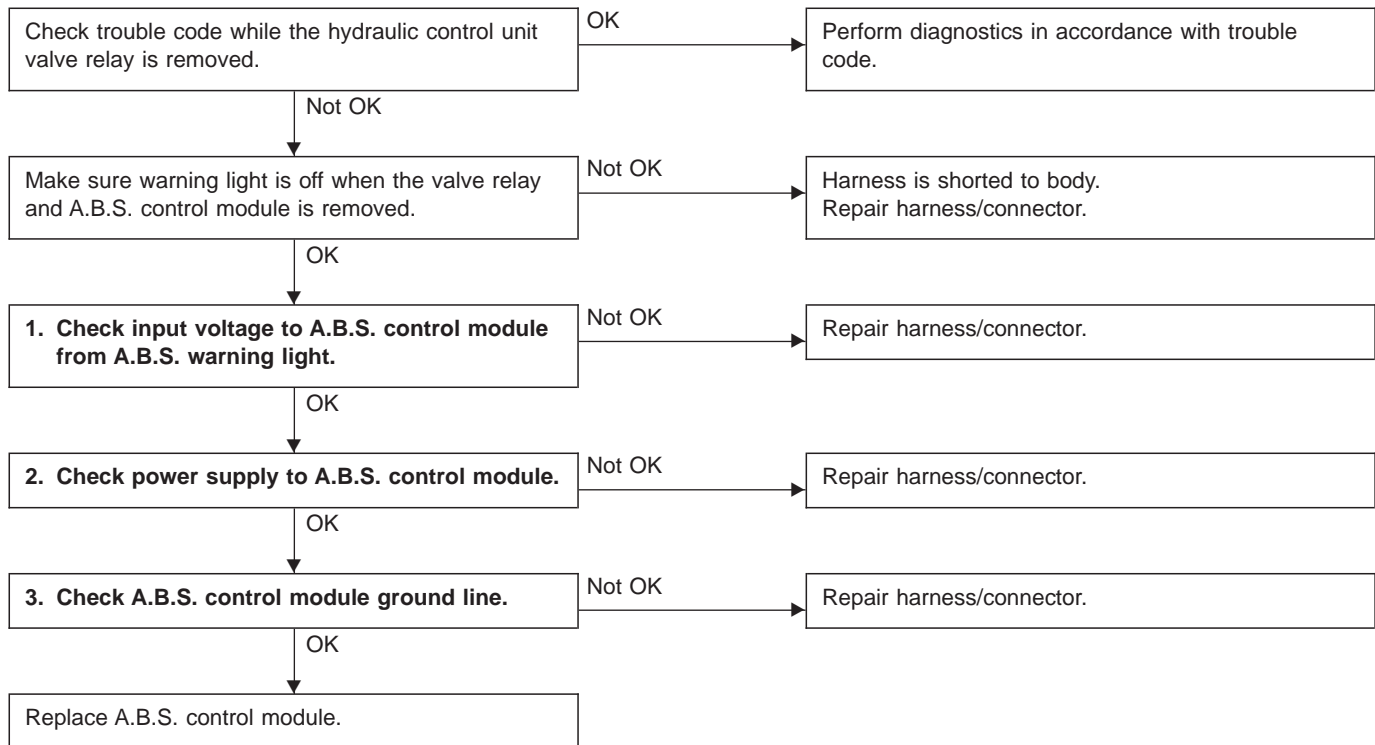 Check trouble code while the hydraulic control unit
valve relay is removed.
OK
Perform diagnostics in accordance with trouble
code.
Not OK
Make sure warning light is off when the valve relay
and A.B.S. control module is removed.
Not OK
Harness is shorted to body.
Repair harness/connector.
OK
1. Check input voltage to A.B.S. control module
from A.B.S. warning light.
Not OK
Repair harness/connector.
OK
2. Check power supply to A.B.S. control module.
Not OK
Repair harness/connector.
OK
3. Check A.B.S. control module ground line.
Not OK
Repair harness/connector.
OK
Replace A.B.S. control module.